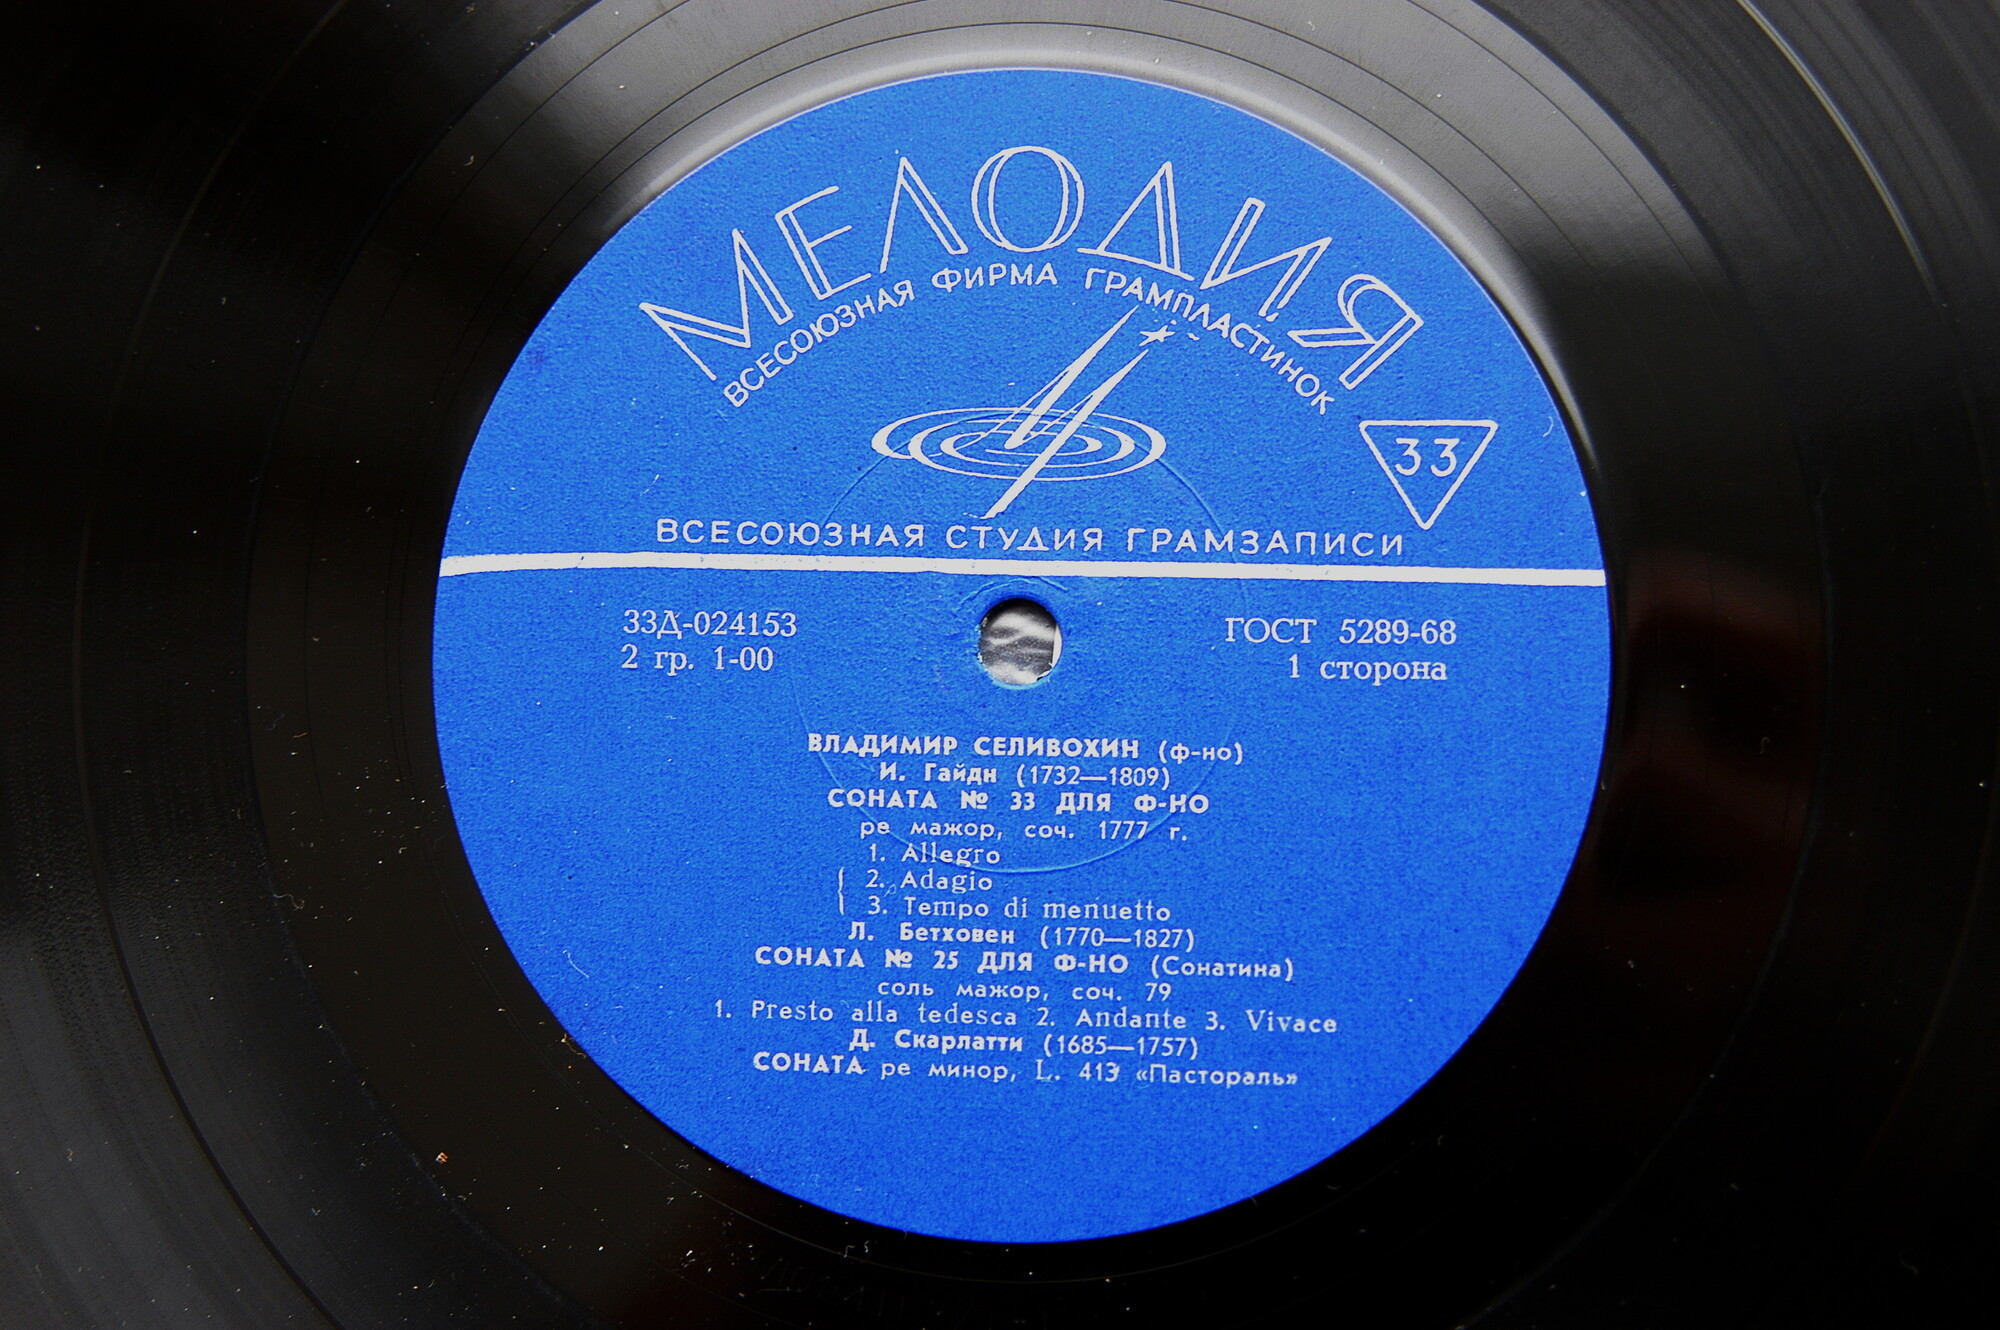 МЕЛОДИЯ
ВСЕСОЮЗНАЯ ФИРМА ГРАМПЛАСТИНОК
33
ВСЕСОЮЗНАЯ СТУДИЯ ГРАМЗАПИСИ
33Д-024153
2 гр. 1-00
ГОСТ 5289-68
1 сторона
ВЛАДИМИР СЕЛИВОХИН (ф-но)
И. Гайдн (1732—1809)
СОНАТА № 33 ДЛЯ Ф-НО
ре мажор, соч. 1777 г.
1. Allegro
2. Adagio
3. Tempo di menuetto
Л. Бетховен (1770—1827)
СОНАТА № 25 ДЛЯ Ф-НО (Сонатина)
соль мажор, соч. 79
1. Presto alla tedesca 2. Andante 3. Vivace
Д. Скарлатти (1685—1757)
СОНАТА ре минор, L. 413 «Пастораль»